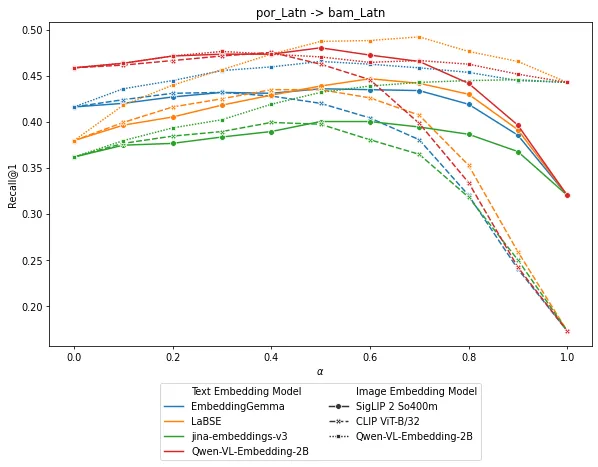 por_Latn -> bam_Latn
0.50
0.45
0.40
0.35
0.30
0.25
0.20
Recall@1
0.0 0.2 0.4 0.6 0.8 1.0
α
Text Embedding Model
EmbeddingGemma
LaBSE
jina-embeddings-v3
Qwen-VL-Embedding-2B
Image Embedding Model
SigLIP 2 So400m
CLIP ViT-B/32
Qwen-VL-Embedding-2B